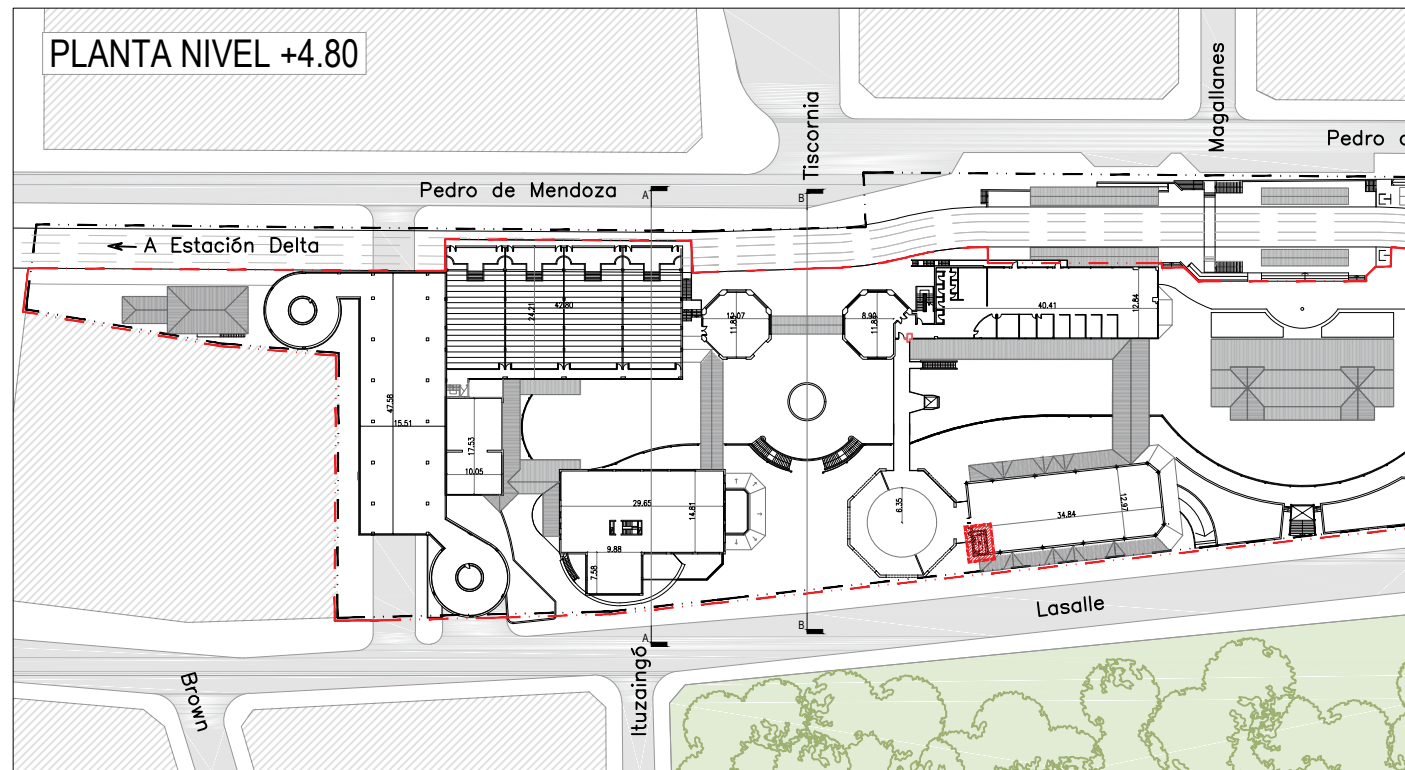 PLANTA NIVEL +4.80
Tiscornia
Magallanes
Pedro d
Pedro de Mendoza
A
B
A Estación Delta
42.80
24.21
12.07
11.8
8.90
11.8
40.41
12.84
47.58
15.51
17.53
10.05
29.65
14.81
9.88
7.58
6.35
34.84
12.97
Lasalle
B
A
Ituzaingó
Brown